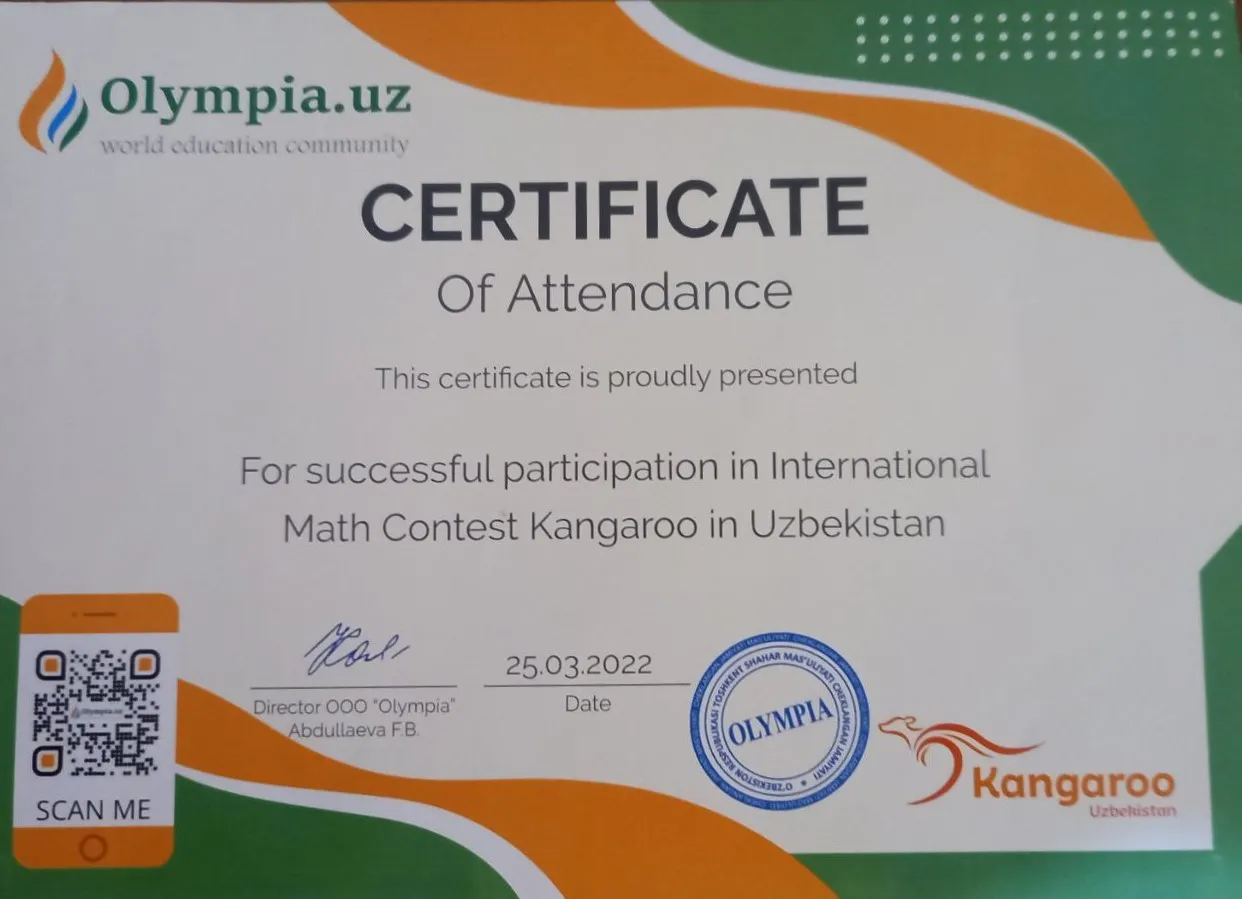 Olympia.uz
world education community
CERTIFICATE
Of Attendance
This certificate is proudly presented
For successful participation in International
Math Contest Kangaroo in Uzbekistan
25.03.2022
Director OOO "Olympia"
Date
Abdullaeva F.B.
Olympia.uz
SCAN ME
O'ZBEKISTON RESPUBLIKASI TOSHKENT SHAHAR MAS'ULIYATI CHEKLANGAN JAMIYATI
OLYMPIA
Kangaroo
Uzbekistan